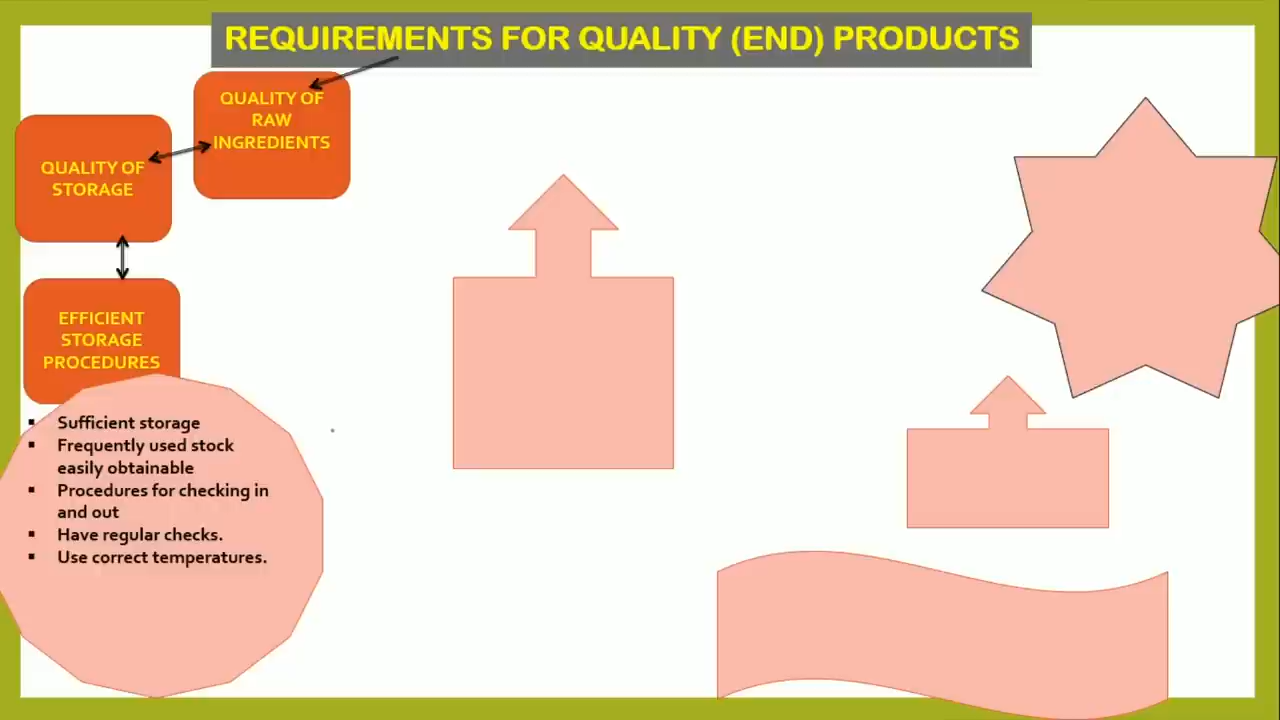 REQUIREMENTS FOR QUALITY (END) PRODUCTS
QUALITY OF
RAW
INGREDIENTS
QUALITY OF
STORAGE
EFFICIENT
STORAGE
PROCEDURES
▪ Sufficient storage
▪ Frequently used stock
easily obtainable
▪ Procedures for checking in
and out
▪ Have regular checks.
▪ Use correct temperatures.